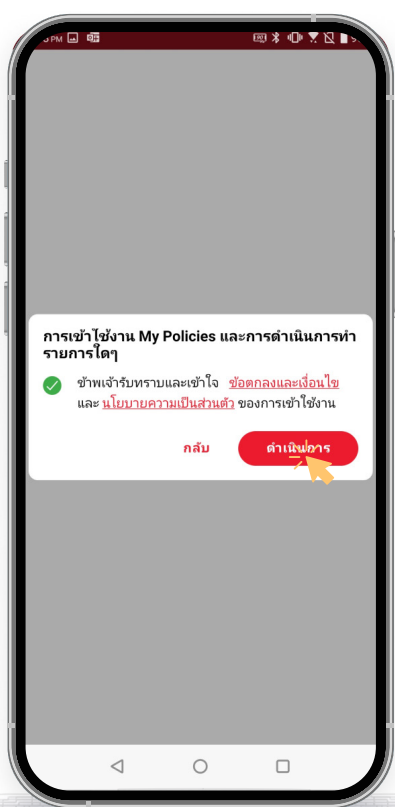 PM
การเข้าใช้งาน My Policies และการดำเนินการทำ
รายการใดๆ
ข้าพเจ้ารับทราบและเข้าใจ ข้อตกลงและเงื่อนไข
และ นโยบายความเป็นส่วนตัว ของการเข้าใช้งาน
กลับ ดำเนินการ